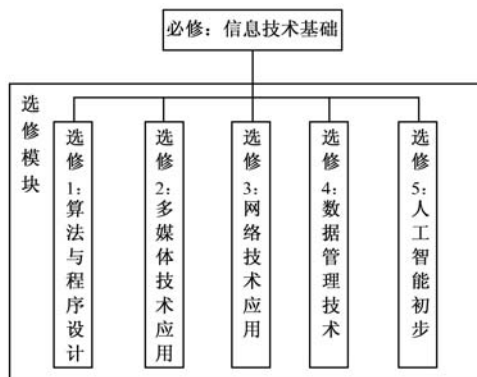 必修：信息技术基础
选修模块
选修1：算法与程序设计
选修2：多媒体技术应用
选修3：网络技术应用
选修4：数据管理技术
选修5：人工智能初步